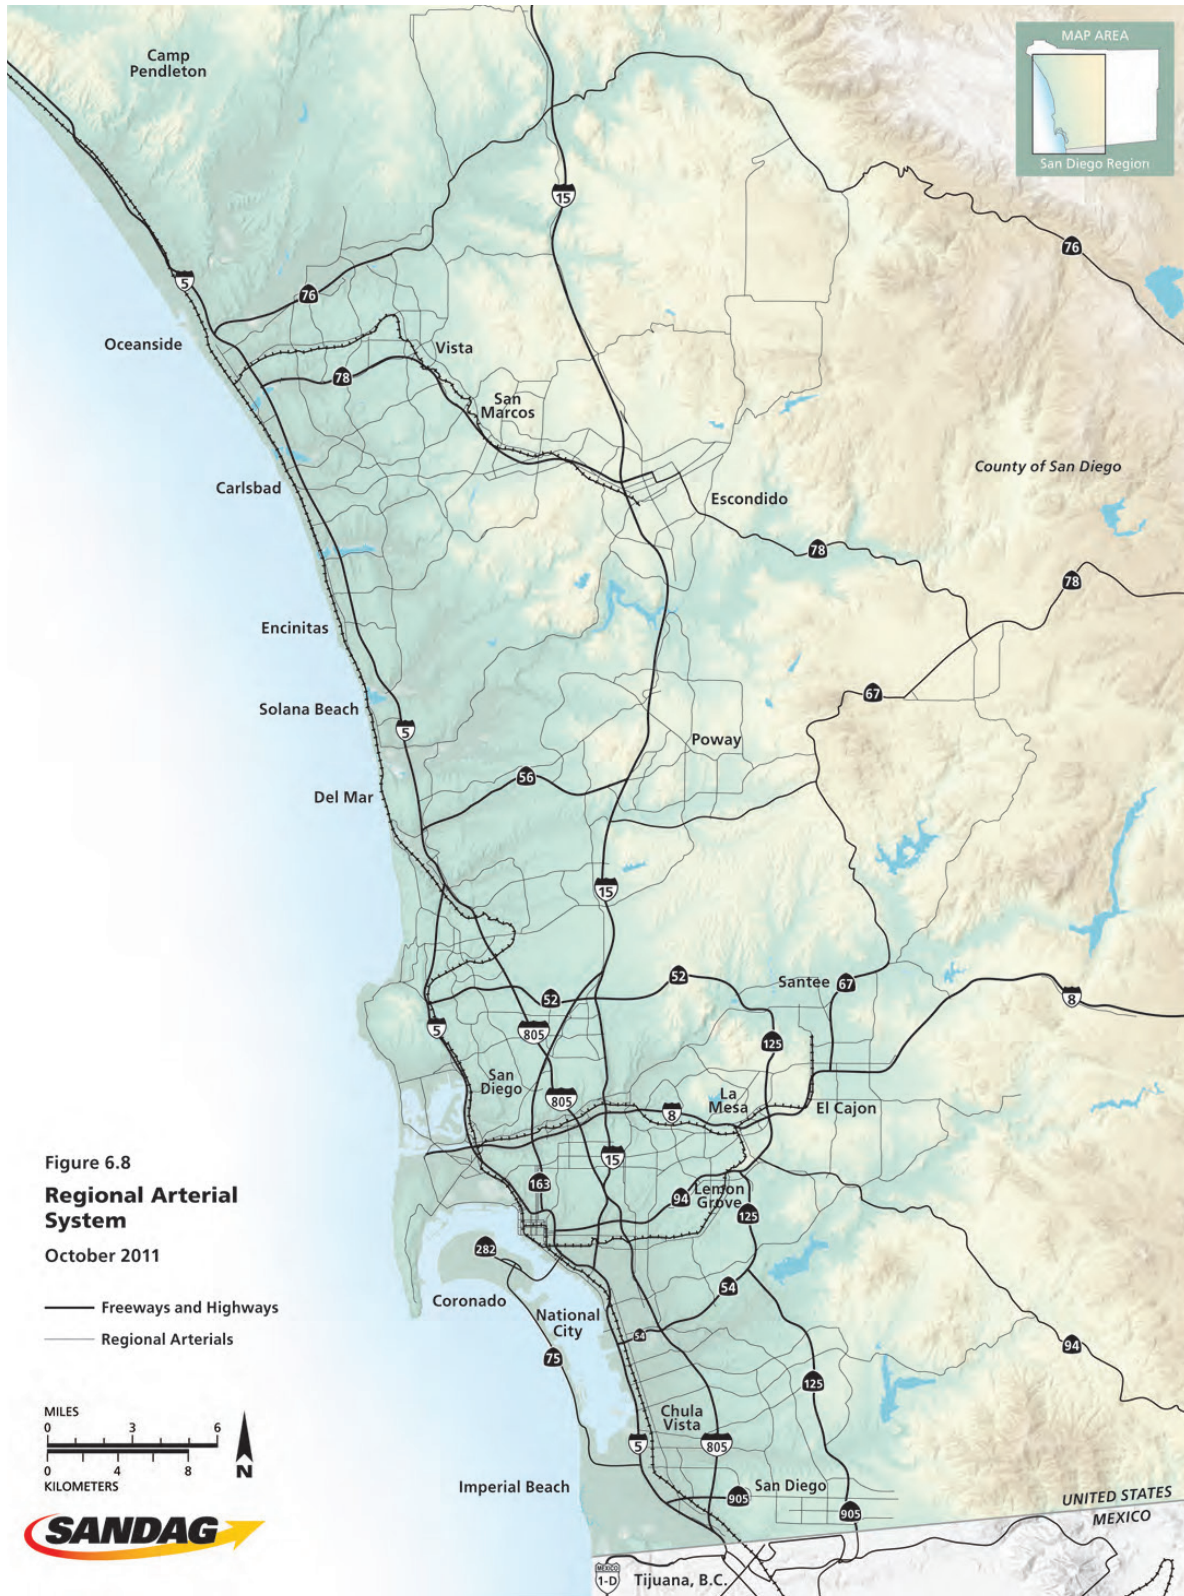 Camp
Pendleton
MAP AREA
San Diego Region
15
76
5
76
Oceanside
Vista
78
San
Marcos
County of San Diego
Carlsbad
Escondido
78
78
Encinitas
67
Solana Beach
5
Poway
56
Del Mar
15
52
Santee
67
52
8
5
805
125
San
Diego
La
Mesa
805
8
El Cajon
15
Figure 6.8
Regional Arterial
System
October 2011
163
94
Lemon
Grove
125
282
54
Coronado
National
City
Freeways and Highways
Regional Arterials
54
94
75
125
MILES
0 3 6
0 4 8
KILOMETERS
N
Chula
Vista
5
805
Imperial Beach
San Diego
905
905
UNITED STATES
MEXICO
SANDAG
MEXICO
1-D
Tijuana, B.C.